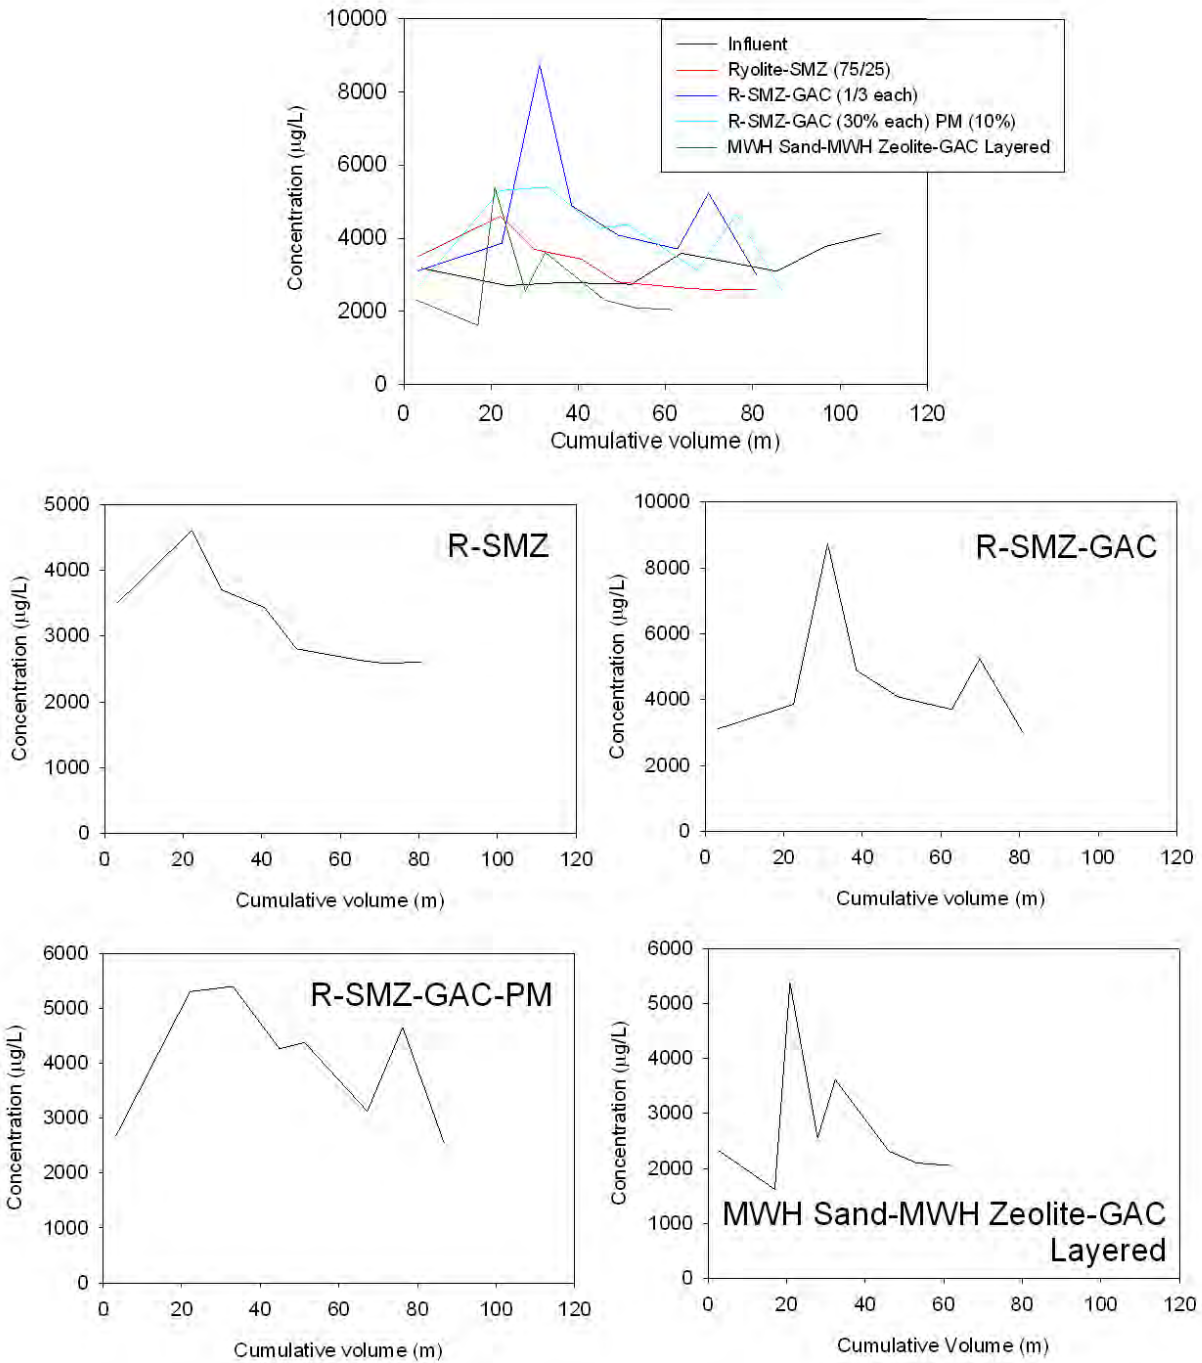 10000
8000
6000
4000
2000
0
Concentration (µg/L)
Influent
Ryolite-SMZ (75/25)
R-SMZ-GAC (1/3 each)
R-SMZ-GAC (30% each) PM (10%)
MWH Sand-MWH Zeolite-GAC Layered
0 20 40 60 80 100 120
Cumulative volume (m)
5000
4000
3000
2000
1000
0
Concentration (µg/L)
R-SMZ
0 20 40 60 80 100 120
Cumulative volume (m)
10000
8000
6000
4000
2000
0
Concentration (µg/L)
R-SMZ-GAC
0 20 40 60 80 100 120
Cumulative volume (m)
6000
5000
4000
3000
2000
1000
0
Concentration (µg/L)
R-SMZ-GAC-PM
0 20 40 60 80 100 120
Cumulative volume (m)
6000
5000
4000
3000
2000
1000
0
Concentration (µg/L)
MWH Sand-MWH Zeolite-GAC
Layered
0 20 40 60 80 100 120
Cumulative Volume (m)